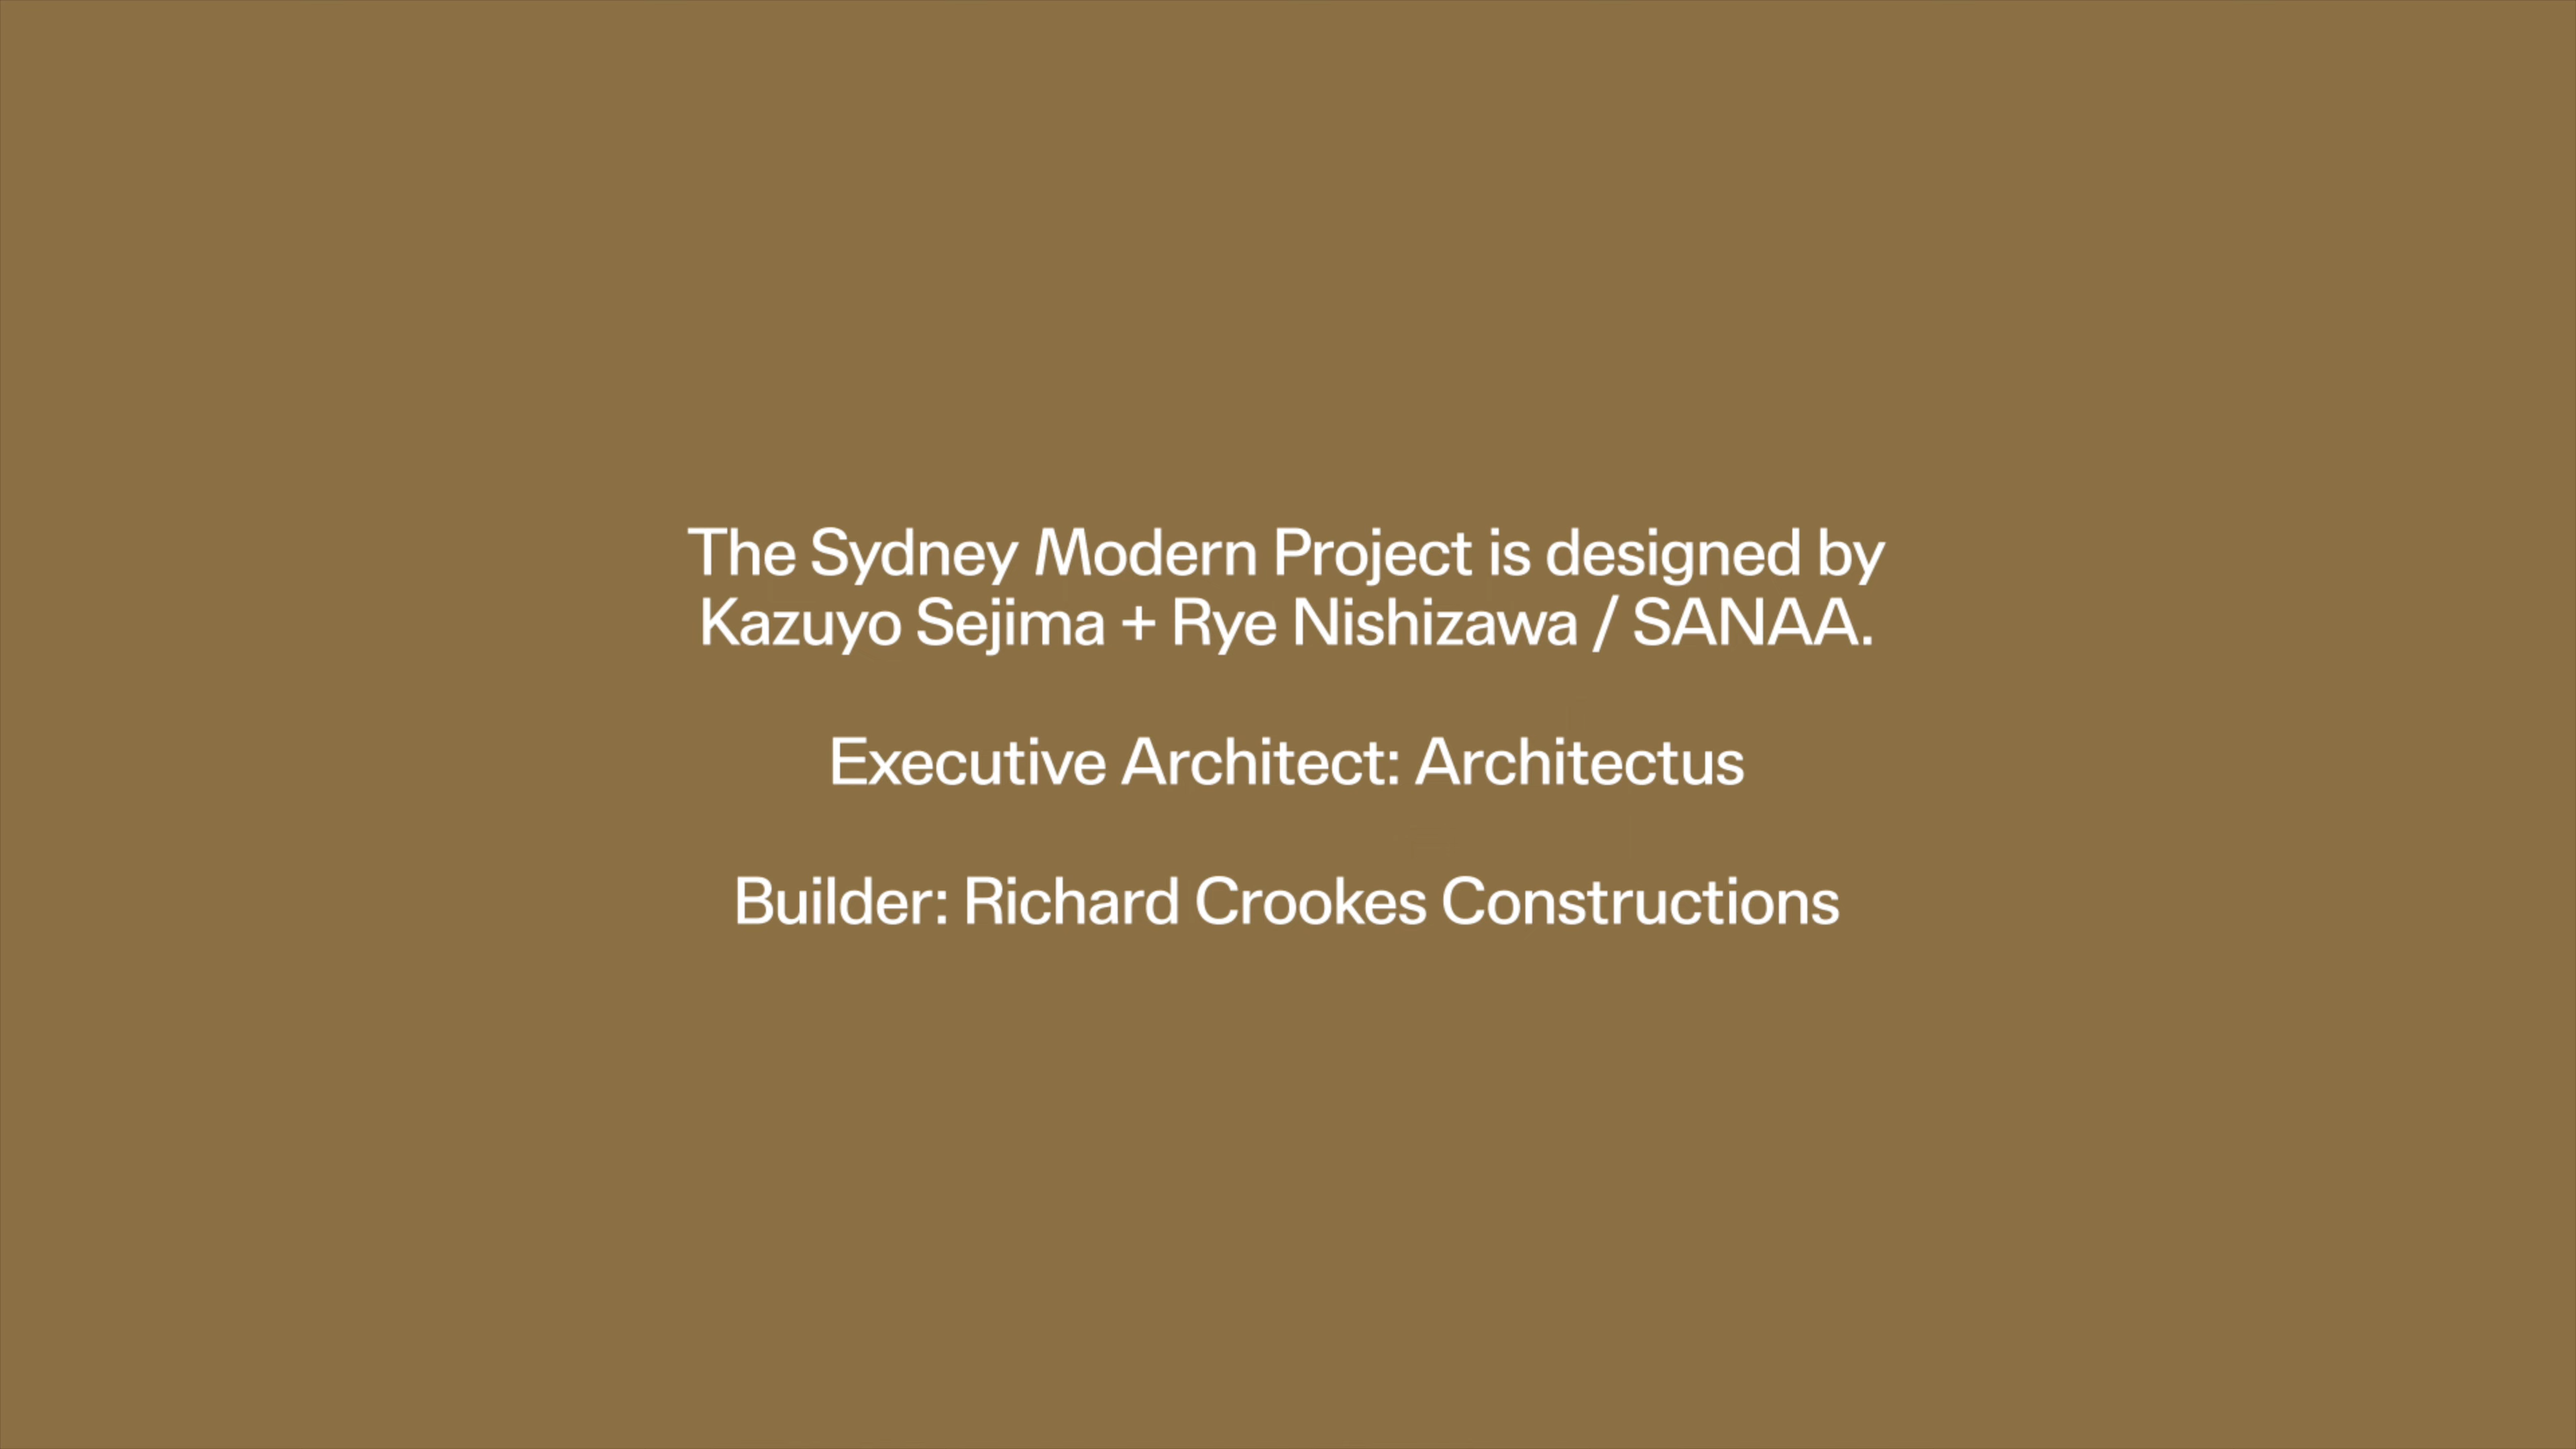 The Sydney Modern Project is designed by
Kazuyo Sejima + Rye Nishizawa / SANAA.
Executive Architect: Architectus
Builder: Richard Crookes Constructions